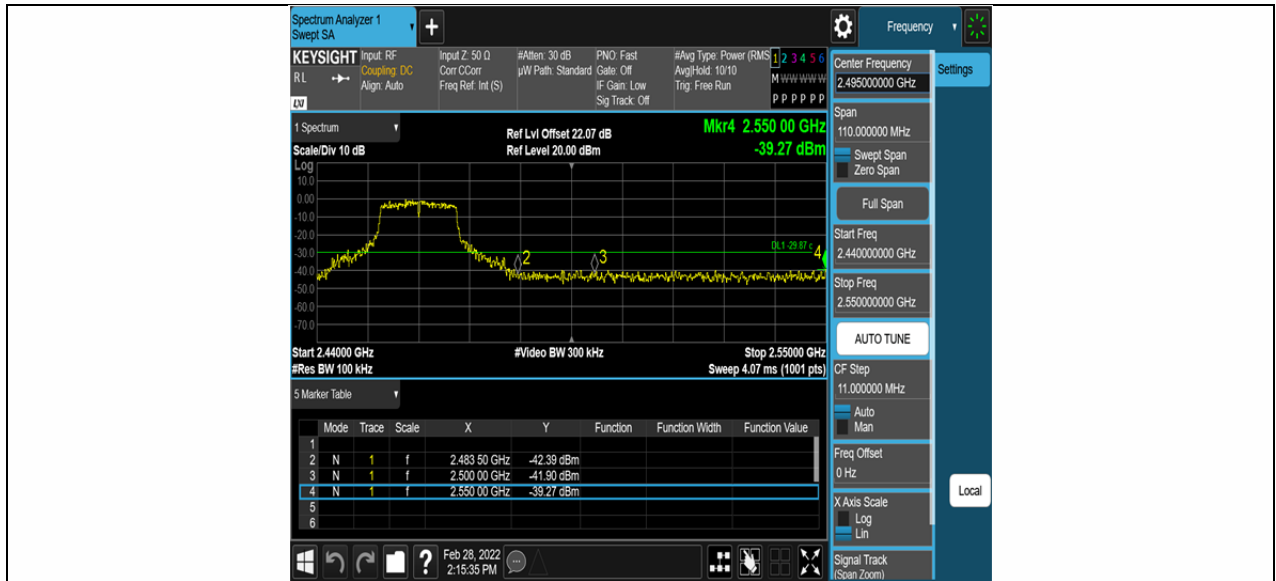 Spectrum Analyzer 1
Swept SA
+
Frequency
KEYSIGHT
RL
LXI
Input: RF
Coupling: DC
Align: Auto
Input Z: 50 Ω
Corr CCorr
Freq Ref: Int (S)
#Atten: 30 dB
µW Path: Standard
PNO: Fast
Gate: Off
IF Gain: Low
Sig Track: Off
#Avg Type: Power (RMS
Avg|Hold: 10/10
Trig: Free Run
1 2 3 4 5 6
M W W W W W
P P P P P P
1 Spectrum
Scale/Div 10 dB
Ref Lvl Offset 22.07 dB
Ref Level 20.00 dBm
Mkr4 2.550 00 GHz
-39.27 dBm
Log
10.0
0.00
-10.0
-20.0
-30.0
-40.0
-50.0
-60.0
-70.0
2
3
DL1 -29.87 c
4
Start 2.44000 GHz
#Res BW 100 kHz
#Video BW 300 kHz
Stop 2.55000 GHz
Sweep 4.07 ms (1001 pts)
5 Marker Table
Mode Trace Scale X Y Function Function Width Function Value
1
2 N 1 f 2.483 50 GHz -42.39 dBm
3 N 1 f 2.500 00 GHz -41.90 dBm
4 N 1 f 2.550 00 GHz -39.27 dBm
5
6
?
Feb 28, 2022
2:15:35 PM
Center Frequency
2.495000000 GHz
Span
110.000000 MHz
Swept Span
Zero Span
Full Span
Start Freq
2.440000000 GHz
Stop Freq
2.550000000 GHz
AUTO TUNE
CF Step
11.000000 MHz
Auto
Man
Freq Offset
0 Hz
X Axis Scale
Log
Lin
Signal Track
(Span Zoom)
Settings
Local